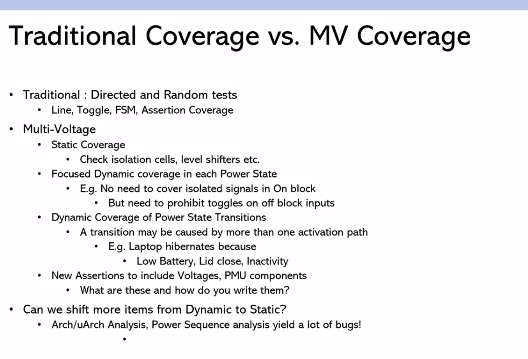 Traditional Coverage vs. MV Coverage
• Traditional : Directed and Random tests
• Line, Toggle, FSM, Assertion Coverage
• Multi-Voltage
• Static Coverage
• Check isolation cells, level shifters etc.
• Focused Dynamic coverage in each Power State
• E.g. No need to cover isolated signals in On block
• But need to prohibit toggles on off block inputs
• Dynamic Coverage of Power State Transitions
• A transition may be caused by more than one activation path
• E.g. Laptop hibernates because
• Low Battery, Lid close, Inactivity
• New Assertions to include Voltages, PMU components
• What are these and how do you write them?
• Can we shift more items from Dynamic to Static?
• Arch/uArch Analysis, Power Sequence analysis yield a lot of bugs!
•